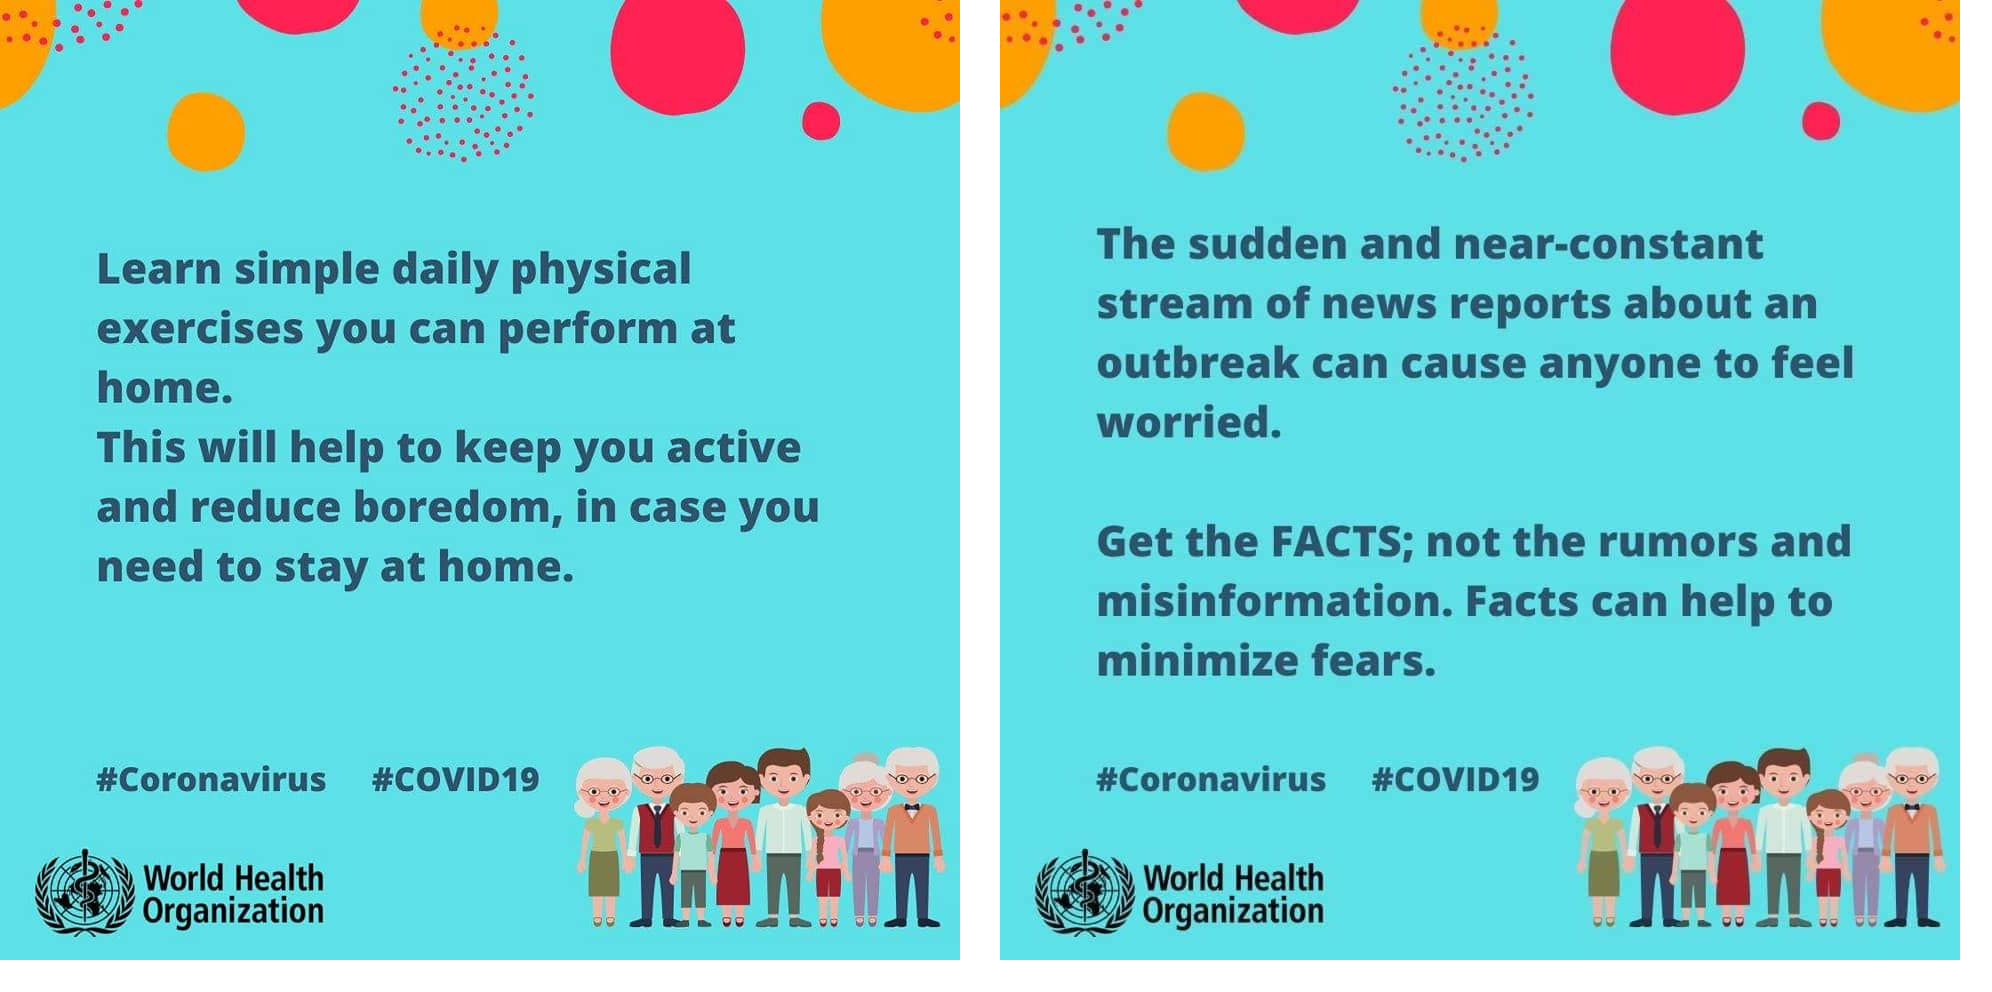 Learn simple daily physical
exercises you can perform at
home.
This will help to keep you active
and reduce boredom, in case you
need to stay at home.
#Coronavirus #COVID19
World Health
Organization
The sudden and near-constant
stream of news reports about an
outbreak can cause anyone to feel
worried.
Get the FACTS; not the rumors and
misinformation. Facts can help to
minimize fears.
#Coronavirus #COVID19
World Health
Organization